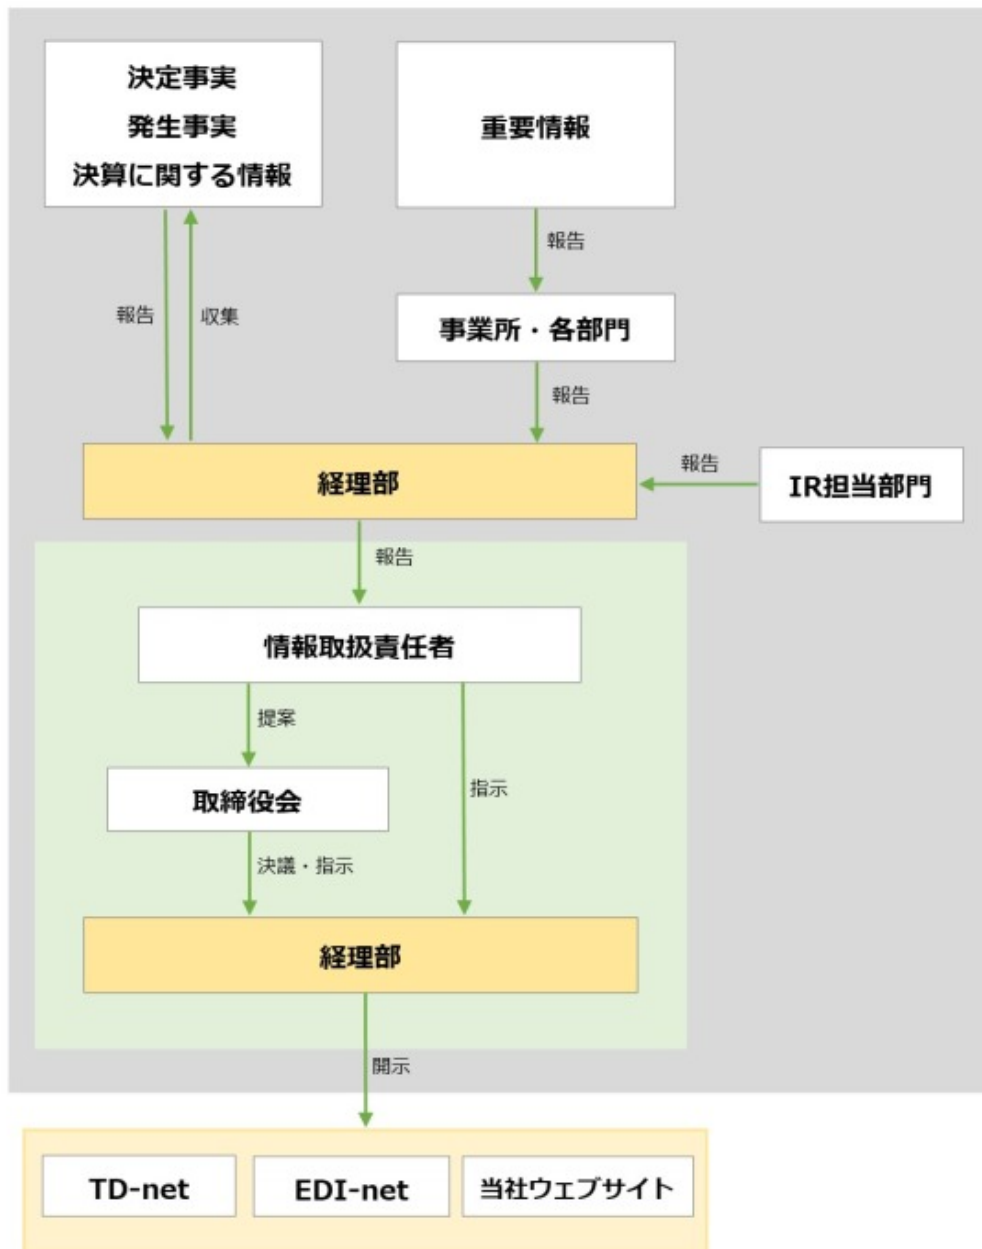 決定事実
発生事実
決算に関する情報
重要情報
報告
報告
収集
事業所・各部門
報告
経理部
報告
IR担当部門
報告
情報取扱責任者
提案
指示
取締役会
決議・指示
経理部
開示
TD-net
EDI-net
当社ウェブサイト